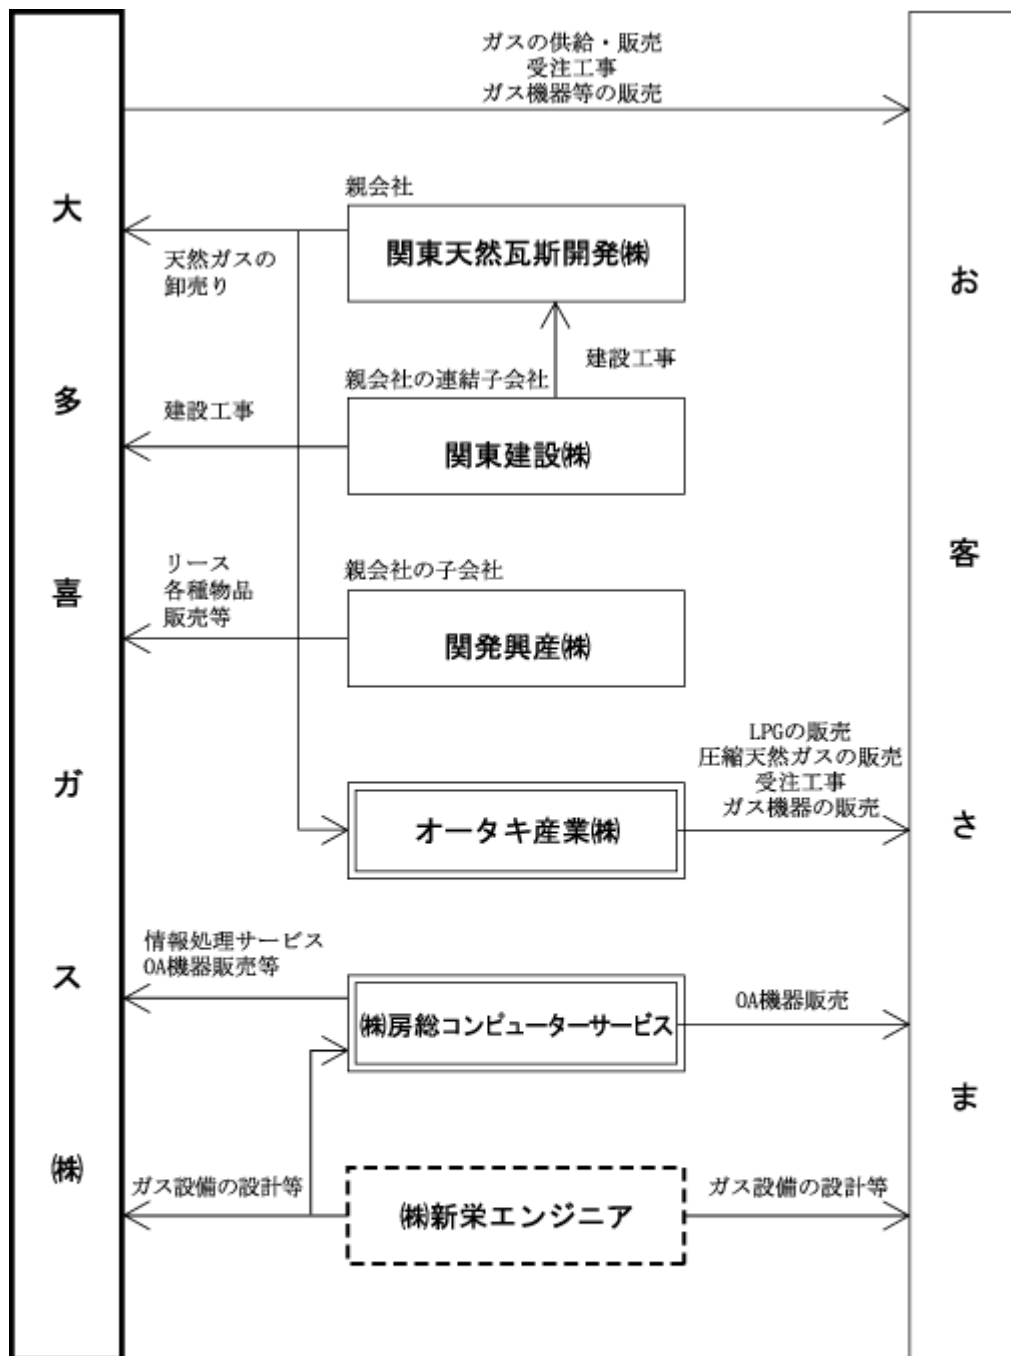 ガスの供給・販売
受注工事
ガス機器等の販売
大多喜ガス㈱
お客さま
親会社
関東天然瓦斯開発㈱
天然ガスの
卸売り
建設工事
親会社の連結子会社
建設工事
関東建設㈱
リース
各種物品
販売等
親会社の子会社
関発興産㈱
LPGの販売
圧縮天然ガスの販売
受注工事
ガス機器の販売
オータキ産業㈱
情報処理サービス
OA機器販売等
㈱房総コンピューターサービス
OA機器販売
ガス設備の設計等
㈱新栄エンジニア
ガス設備の設計等